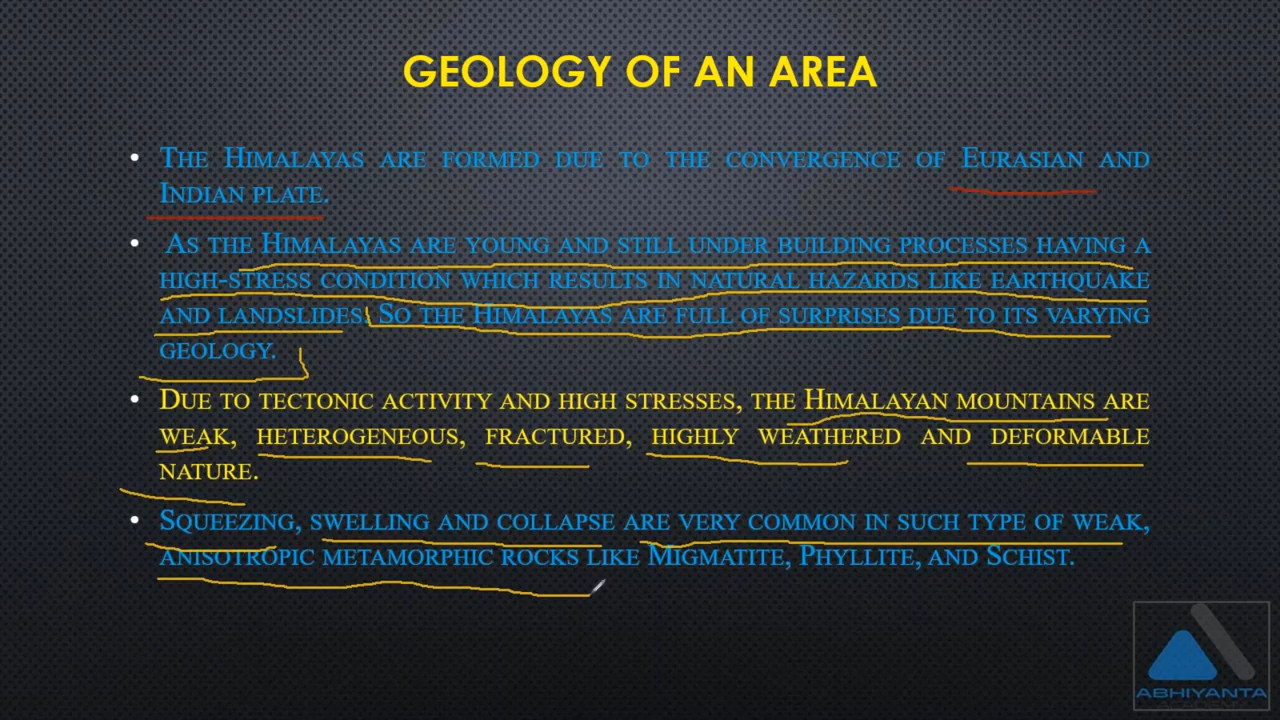 GEOLOGY OF AN AREA
• THE HIMALAYAS ARE FORMED DUE TO THE CONVERGENCE OF EURASIAN AND
INDIAN PLATE.
• AS THE HIMALAYAS ARE YOUNG AND STILL UNDER BUILDING PROCESSES HAVING A
HIGH-STRESS CONDITION WHICH RESULTS IN NATURAL HAZARDS LIKE EARTHQUAKE
AND LANDSLIDES. SO THE HIMALAYAS ARE FULL OF SURPRISES DUE TO ITS VARYING
GEOLOGY.
• DUE TO TECTONIC ACTIVITY AND HIGH STRESSES, THE HIMALAYAN MOUNTAINS ARE
WEAK, HETEROGENEOUS, FRACTURED, HIGHLY WEATHERED AND DEFORMABLE
NATURE.
• SQUEEZING, SWELLING AND COLLAPSE ARE VERY COMMON IN SUCH TYPE OF WEAK,
ANISOTROPIC METAMORPHIC ROCKS LIKE MIGMATITE, PHYLLITE, AND SCHIST.
ABHIYANTA
ACADEMY